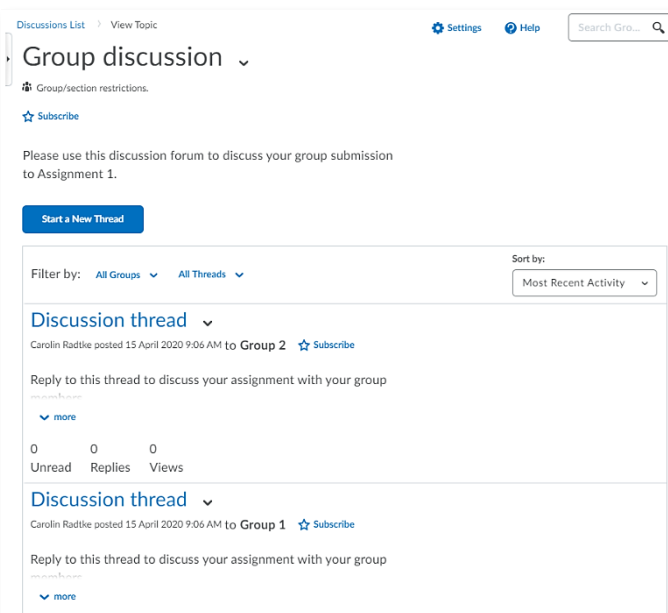 Discussions List View Topic
Settings Help Search Gro...
Group discussion
Group/section restrictions.
Subscribe
Please use this discussion forum to discuss your group submission
to Assignment 1.
Start a New Thread
Sort by:
Filter by: All Groups All Threads
Most Recent Activity
Discussion thread
Carolin Radtke posted 15 April 2020 9:06 AM to Group 2 Subscribe
Reply to this thread to discuss your assignment with your group
members
more
0 0 0
Unread Replies Views
Discussion thread
Carolin Radtke posted 15 April 2020 9:06 AM to Group 1 Subscribe
Reply to this thread to discuss your assignment with your group
members
more